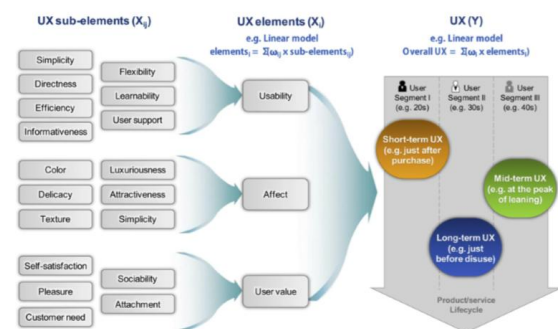 UX sub-elements (Xij)
Simplicity
Directness
Efficiency
Informativeness
Flexibility
Learnability
User support
Color
Delicacy
Texture
Luxuriousness
Attractiveness
Simplicity
Self-satisfaction
Pleasure
Customer need
Sociability
Attachment
UX elements (Xi)
e.g. Linear model
elementsi = Σ(ωij x sub-elementsij)
Usability
Affect
User value
UX (Y)
e.g. Linear model
Overall UX = Σ(ωi x elementsi)
User
Segment I
(e.g. 20s)
User
Segment II
(e.g. 30s)
User
Segment III
(e.g. 40s)
Short-term UX
(e.g. just after
purchase)
Mid-term UX
(e.g. at the peak
of leaning)
Long-term UX
(e.g. just
before disuse)
Product/service
Lifecycle